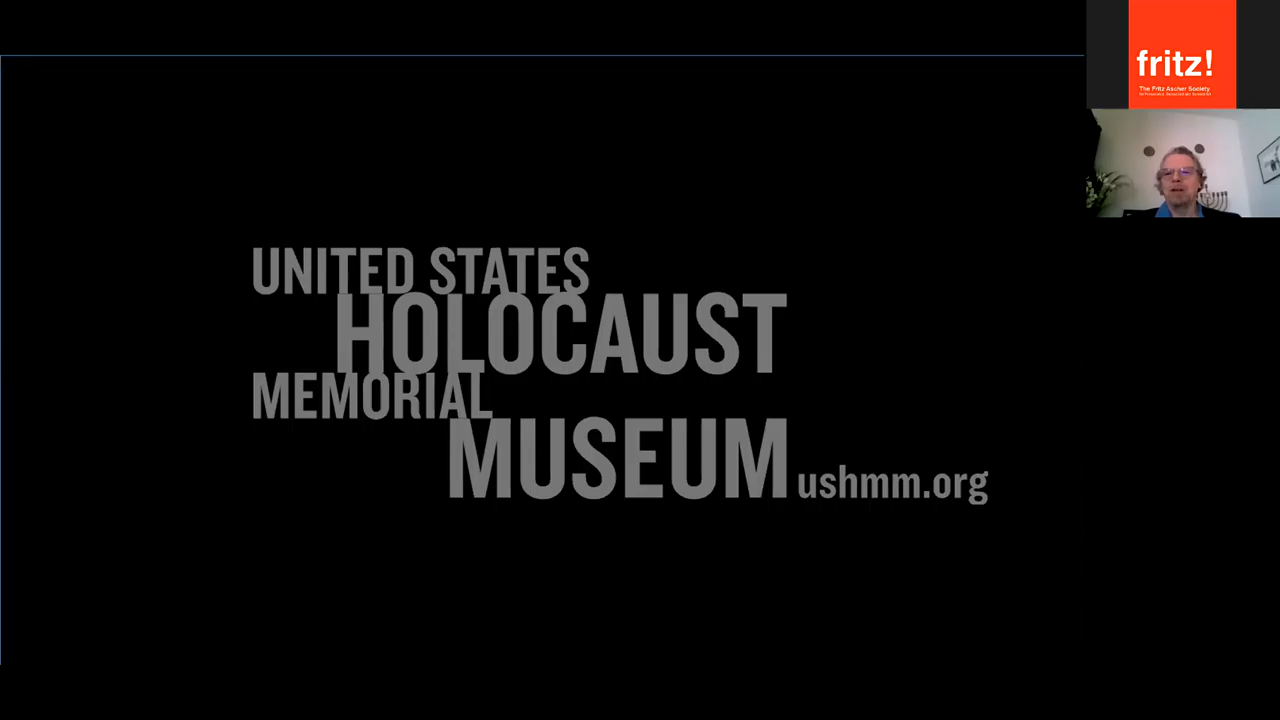 UNITED STATES
HOLOCAUST
MEMORIAL
MUSEUM ushmm.org
fritz!
The Fritz Ascher Society